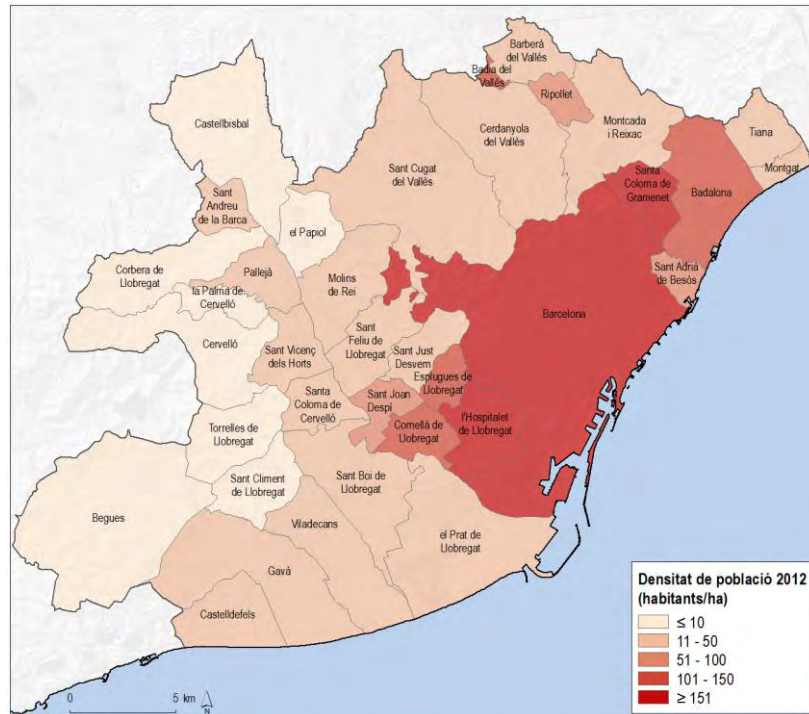 Barberà
del Vallès
Badia del
Vallès
Ripollet
Castellbisbal
Cerdanyola
del Vallès
Montcada
i Reixac
Tiana
Montgat
Sant Cugat
del Vallès
Santa
Coloma de
Gramenet
Badalona
Sant
Andreu
de la Barca
el Papiol
Corbera de
Llobregat
Pallejà
Molins
de Rei
Sant Adrià
de Besòs
la Palma de
Cervelló
Barcelona
Cervelló
Sant
Feliu de
Llobregat
Sant Vicenç
dels Horts
Sant Just
Desvern
Esplugues de
Llobregat
Santa
Coloma de
Cervelló
Sant Joan
Despí
Cornellà de
Llobregat
l'Hospitalet
de Llobregat
Torrelles de
Llobregat
Sant Climent
de Llobregat
Sant Boi de
Llobregat
Begues
Viladecans
el Prat de
Llobregat
Gavà
Castelldefels
Densitat de població 2012
(habitants/ha)
≤ 10
11 - 50
51 - 100
101 - 150
≥ 151
0 5 km
N